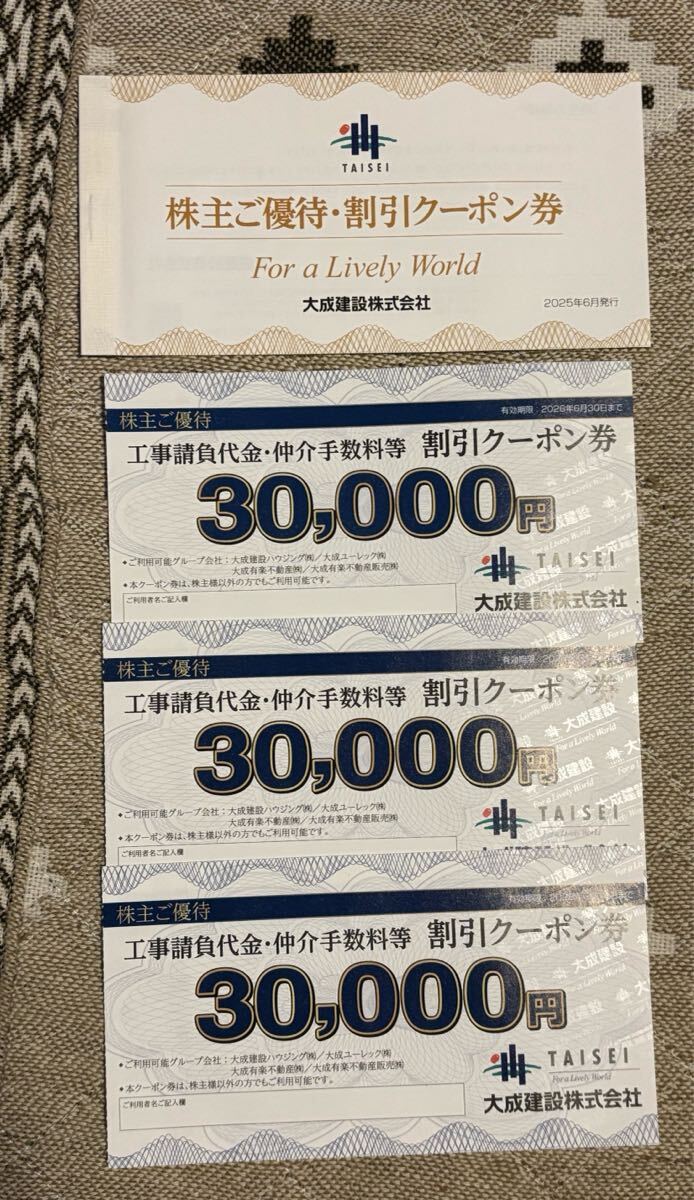 TAISEI
株主ご優待・割引クーポン券
For a Lively World
大成建設株式会社
2025年6月発行
株主ご優待
有効期限：2026年6月30日まで
工事請負代金・仲介手数料等 割引クーポン券
30,000円
◆ご利用可能グループ会社：大成建設ハウジング㈱／大成ユーレック㈱
大成有楽不動産㈱／大成有楽不動産販売㈱
◆本クーポン券は、株主様以外の方でもご利用可能です。
ご利用者名ご記入欄
TAISEI
For a Lively World
大成建設株式会社
株主ご優待
有効期限：
工事請負代金・仲介手数料等 割引クーポン券
30,000円
◆ご利用可能グループ会社：大成建設ハウジング㈱／大成ユーレック㈱
大成有楽不動産㈱／大成有楽不動産販売㈱
◆本クーポン券は、株主様以外の方でもご利用可能です。
ご利用者名ご記入欄
TAISEI
For a Lively World
株主ご優待
有効期限
工事請負代金・仲介手数料等 割引クーポン券
30,000円
◆ご利用可能グループ会社：大成建設ハウジング㈱／大成ユーレック㈱
大成有楽不動産㈱／大成有楽不動産販売㈱
◆本クーポン券は、株主様以外の方でもご利用可能です。
ご利用者名ご記入欄
TAISEI
For a Lively World
大成建設株式会社